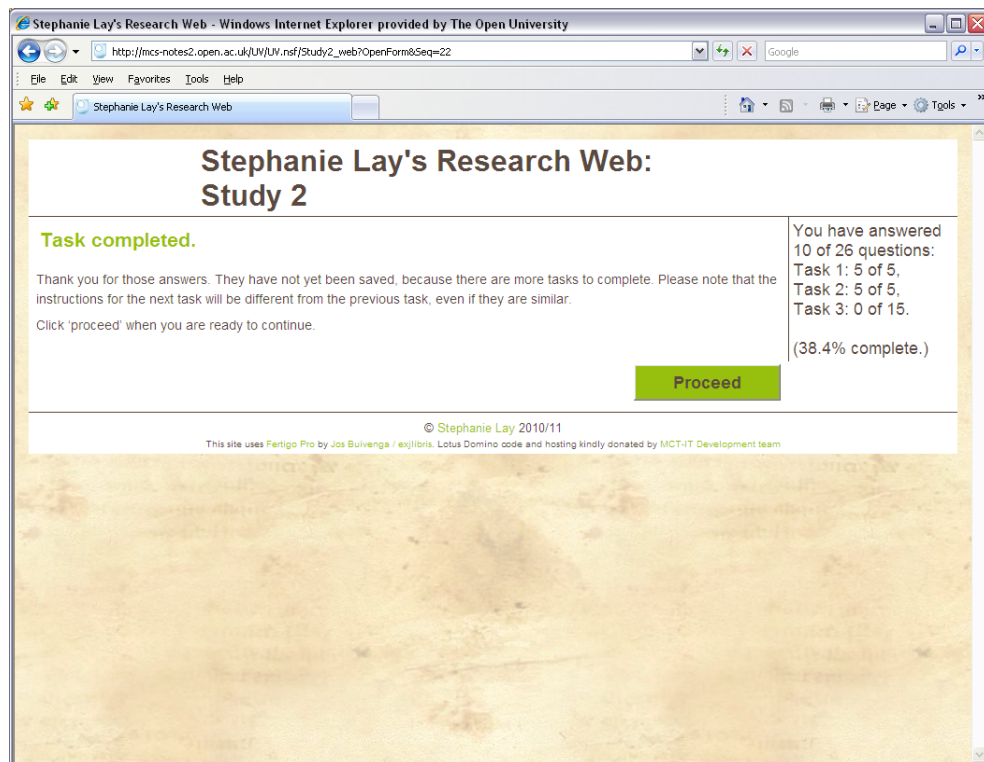 Stephanie Lay's Research Web - Windows Internet Explorer provided by The Open University
http://mcs-notes2.open.ac.uk/UV/UV.nsf/Study2_web?OpenForm&Seq=22
Google
File Edit View Favorites Tools Help
Stephanie Lay's Research Web
Page Tools »
Stephanie Lay's Research Web:
Study 2
Task completed.
Thank you for those answers. They have not yet been saved, because there are more tasks to complete. Please note that the
instructions for the next task will be different from the previous task, even if they are similar.
Click ‘proceed’ when you are ready to continue.
Proceed
You have answered
10 of 26 questions:
Task 1: 5 of 5,
Task 2: 5 of 5,
Task 3: 0 of 15.
(38.4% complete.)
© Stephanie Lay 2010/11
This site uses Fertigo Pro by Jos Buivenga / exjlibris. Lotus Domino code and hosting kindly donated by MCT-IT Development team